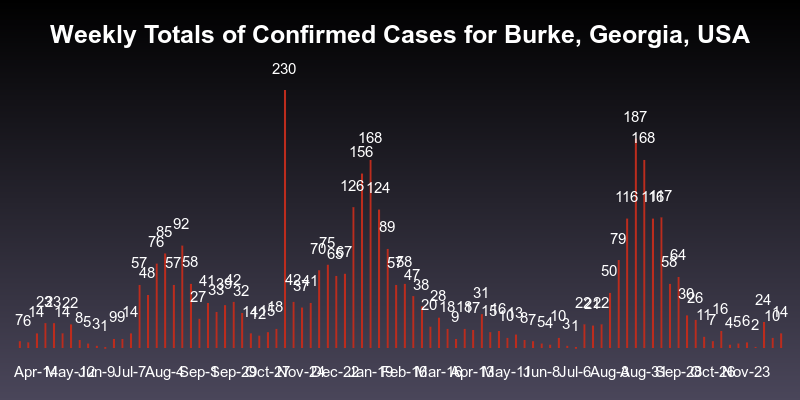 Weekly Totals of Confirmed Cases for Burke, Georgia, USA
7 6 14 23 23 14 22 8 5 3 1 9 9 14 57 48 76 85 57 92 58 27 41 33 39 42 32 14 12 15 18 230 42 37 41 70 75 67 126 156 168 124 89 57 58 47 38 20 28 18 9 18 17 31 15 16 10 13 8 7 5 4 10 3 1 22 21 22 50 79 116 187 168 116 117 58 64 30 26 11 7 16 4 5 6 2 24 10 14
Apr-14 May-12 Jun-9 Jul-7 Aug-4 Sep-1 Sep-29 Oct-27 Nov-24 Dec-22 Jan-19 Feb-16 Mar-16 Apr-13 May-11 Jun-8 Jul-6 Aug-3 Aug-31 Sep-28 Oct-26 Nov-23